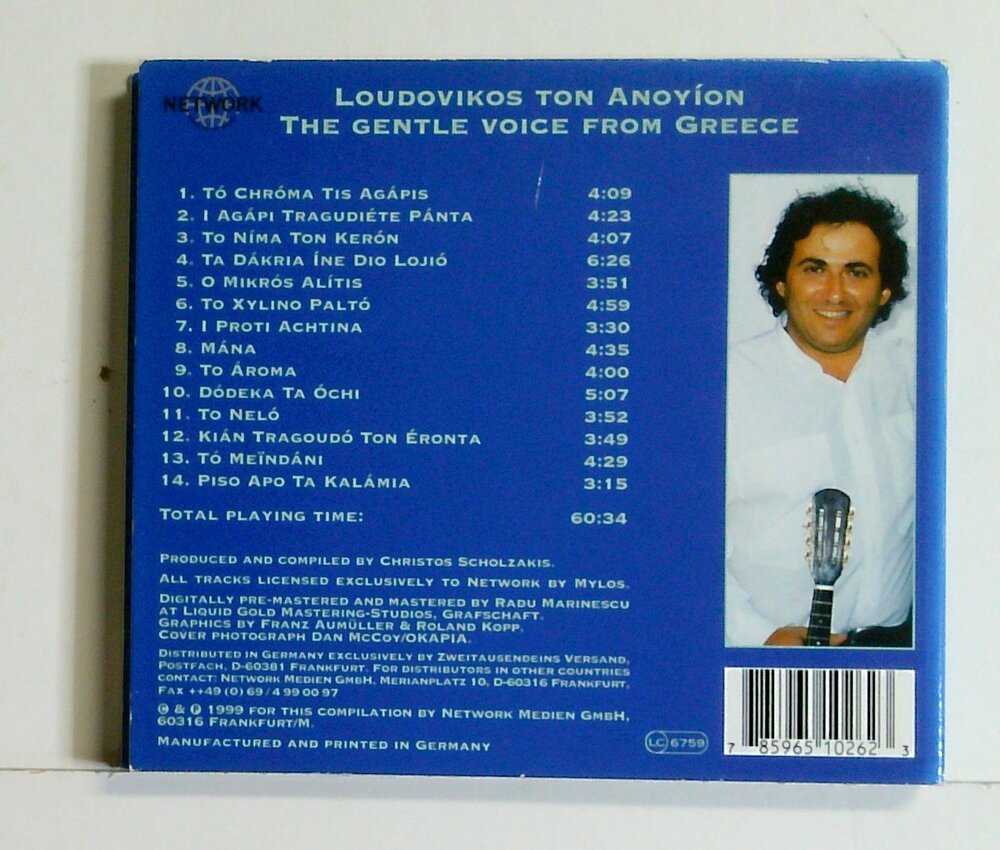 NETWORK
LOUDOVIKOS TON ANOYÍON
THE GENTLE VOICE FROM GREECE
1. TÓ CHRÓMA TIS AGÁPIS 4:09
2. I AGÁPI TRAGUDIÉTE PÁNTA 4:23
3. TO NÍMA TON KERÓN 4:07
4. TA DÁKRIA ÍNE DIO LOJIÓ 6:26
5. O MIKRÓS ALÍTIS 3:51
6. TO XYLINO PALTÓ 4:59
7. I PROTI ACHTINA 3:30
8. MÁNA 4:35
9. TO ÁROMA 4:00
10. DÓDEKA TA ÓCHI 5:07
11. TO NELÓ 3:52
12. KIÁN TRAGOUDÓ TON ÉRONTA 3:49
13. TÓ MEÏNDÁNI 4:29
14. PISO APO TA KALÁMIA 3:15
TOTAL PLAYING TIME: 60:34
PRODUCED AND COMPILED BY CHRISTOS SCHOLZAKIS.
ALL TRACKS LICENSED EXCLUSIVELY TO NETWORK BY MYLOS.
DIGITALLY PRE-MASTERED AND MASTERED BY RADU MARINESCU
AT LIQUID GOLD MASTERING-STUDIOS, GRAFSCHAFT.
GRAPHICS BY FRANZ AUMÜLLER & ROLAND KOPP.
COVER PHOTOGRAPH DAN MCCOY/OKAPIA.
DISTRIBUTED IN GERMANY EXCLUSIVELY BY ZWEITAUSENDEINS VERSAND,
POSTFACH, D-60381 FRANKFURT. FOR DISTRIBUTORS IN OTHER COUNTRIES
CONTACT: NETWORK MEDIEN GMBH, MERIANPLATZ 10, D-60316 FRANKFURT,
FAX ++49 (0) 69 / 4 99 00 97
© & ℗ 1999 FOR THIS COMPILATION BY NETWORK MEDIEN GMBH,
60316 FRANKFURT/M.
MANUFACTURED AND PRINTED IN GERMANY
LC 6759
7 85965 10262 3